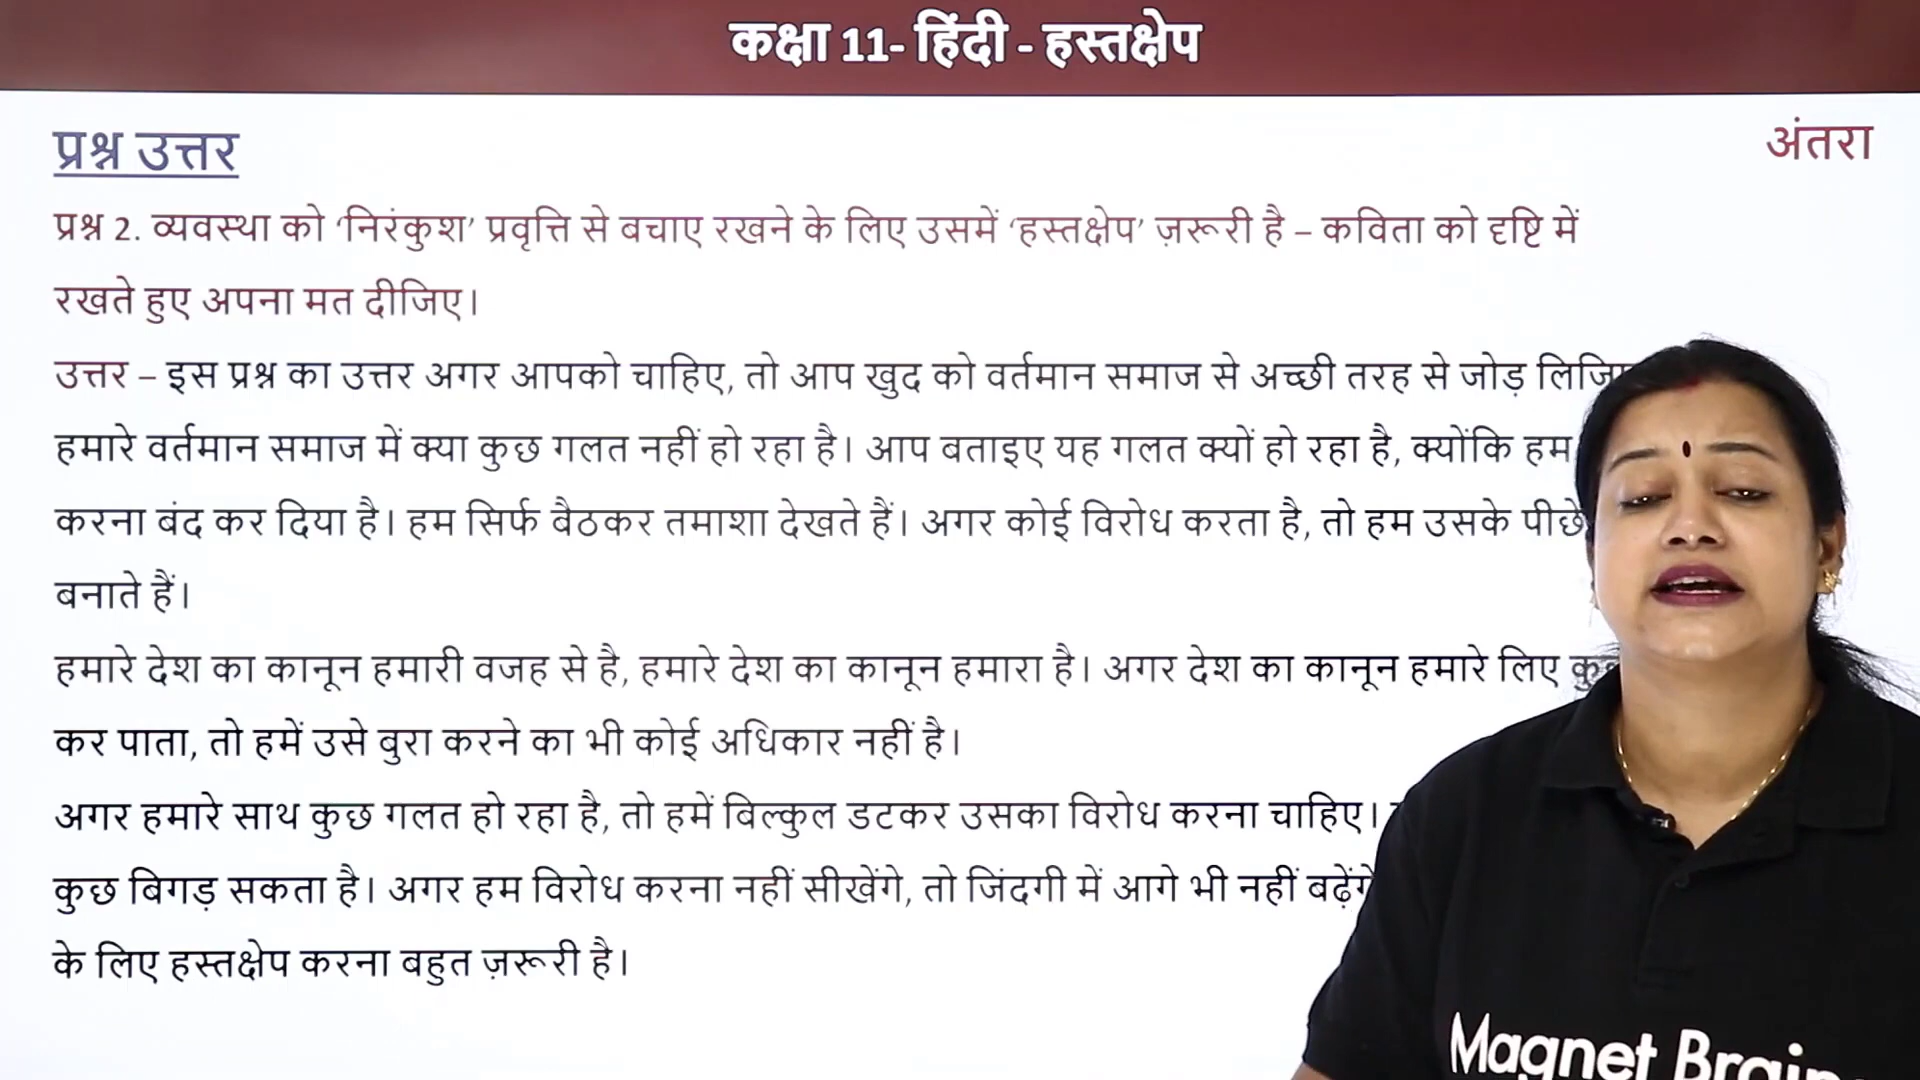 कक्षा 11- हिंदी - हस्तक्षेप
प्रश्न उत्तर
अंतरा
प्रश्न 2. व्यवस्था को ‘निरंकुश’ प्रवृत्ति से बचाए रखने के लिए उसमें ‘हस्तक्षेप’ ज़रूरी है – कविता को दृष्टि में
रखते हुए अपना मत दीजिए।
उत्तर – इस प्रश्न का उत्तर अगर आपको चाहिए, तो आप खुद को वर्तमान समाज से अच्छी तरह से जोड़
हमारे वर्तमान समाज में क्या कुछ गलत नहीं हो रहा है। आप बताइए यह गलत क्यों हो रहा है, क्योंकि हम
करना बंद कर दिया है। हम सिर्फ बैठकर तमाशा देखते हैं। अगर कोई विरोध करता है, तो हम उसके पीछे
बनाते हैं।
हमारे देश का कानून हमारी वजह से है, हमारे देश का कानून हमारा है। अगर देश का कानून हमारे लिए
कर पाता, तो हमें उसे बुरा करने का भी कोई अधिकार नहीं है।
अगर हमारे साथ कुछ गलत हो रहा है, तो हमें बिल्कुल डटकर उसका विरोध करना चाहिए।
कुछ बिगड़ सकता है। अगर हम विरोध करना नहीं सीखेंगे, तो जिंदगी में आगे भी नहीं बढ़ेंगे
के लिए हस्तक्षेप करना बहुत ज़रूरी है।
Magnet